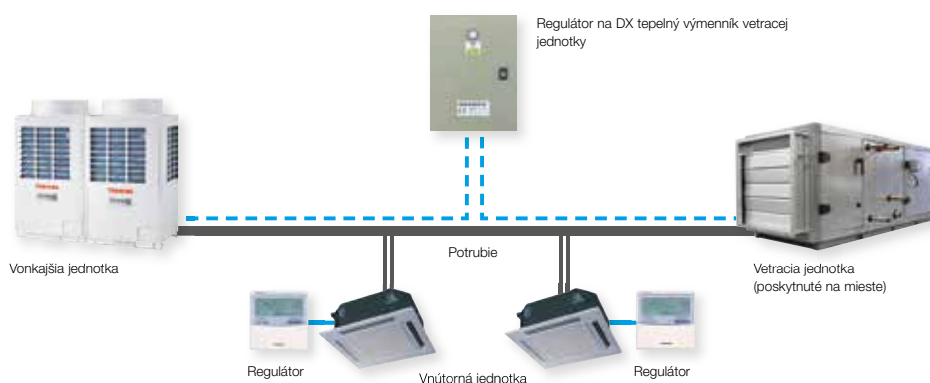 Regulátor na DX tepelný výmenník vetracej
jednotky
Vonkajšia jednotka
Potrubie
Vetracia jednotka
(poskytnuté na mieste)
Regulátor
Vnútorná jednotka
Regulátor